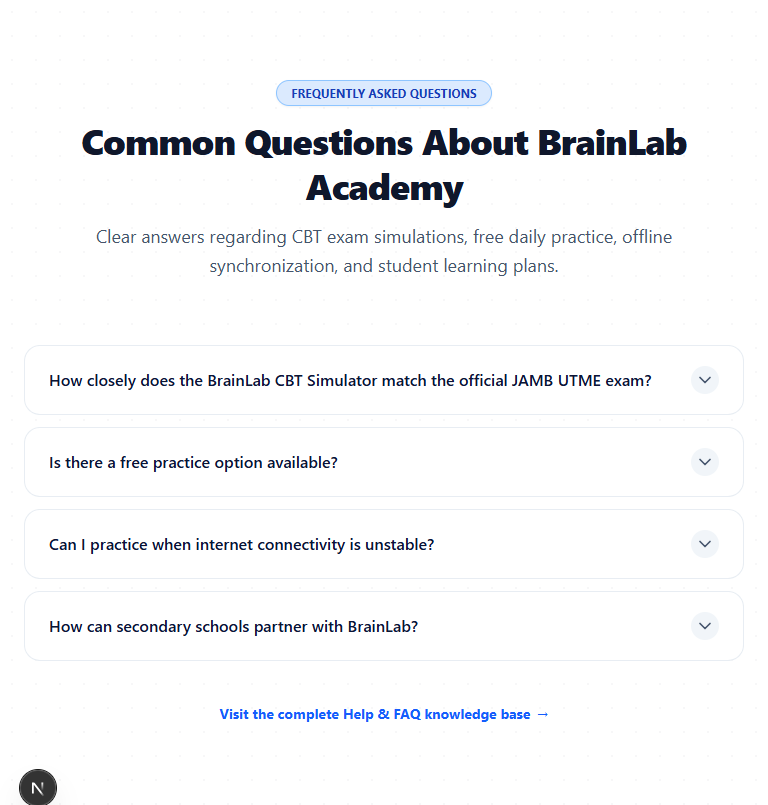 FREQUENTLY ASKED QUESTIONS
Common Questions About BrainLab
Academy
Clear answers regarding CBT exam simulations, free daily practice, offline
synchronization, and student learning plans.
How closely does the BrainLab CBT Simulator match the official JAMB UTME exam?
Is there a free practice option available?
Can I practice when internet connectivity is unstable?
How can secondary schools partner with BrainLab?
Visit the complete Help & FAQ knowledge base →
N